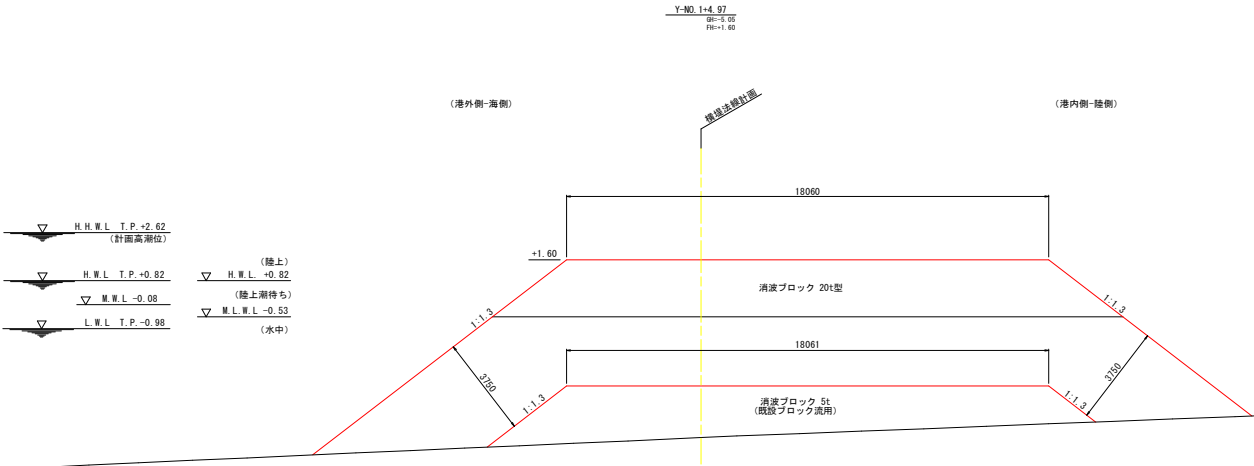 Y-NO.1+4.97
GH=-5.05
FH=+1.60
(港外側-海側)
横堤法線計画
(港内側-陸側)
18060
H.H.W.L T.P.+2.62
(計画高潮位)
+1.60
(陸上)
H.W.L T.P.+0.82
H.W.L. +0.82
消波ブロック 20t型
(陸上潮待ち)
M.W.L -0.08
M.L.W.L -0.53
L.W.L T.P.-0.98
(水中)
1:1.3
1:1.3
18061
3750
3750
1:1.3
1:1.3
消波ブロック 5t
(既設ブロック流用)